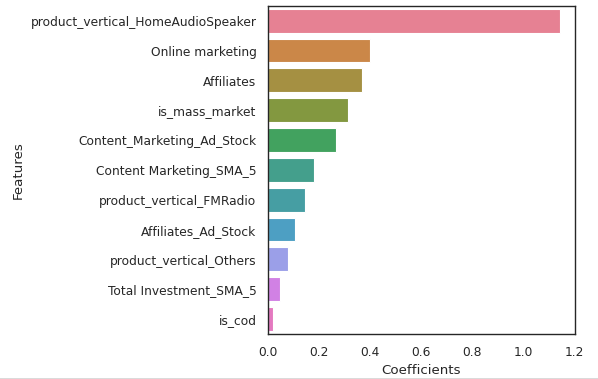 product_vertical_HomeAudioSpeaker
Online marketing
Affiliates
is_mass_market
Content_Marketing_Ad_Stock
Content Marketing_SMA_5
product_vertical_FMRadio
Affiliates_Ad_Stock
product_vertical_Others
Total Investment_SMA_5
is_cod
Features
0.0 0.2 0.4 0.6 0.8 1.0 1.2
Coefficients